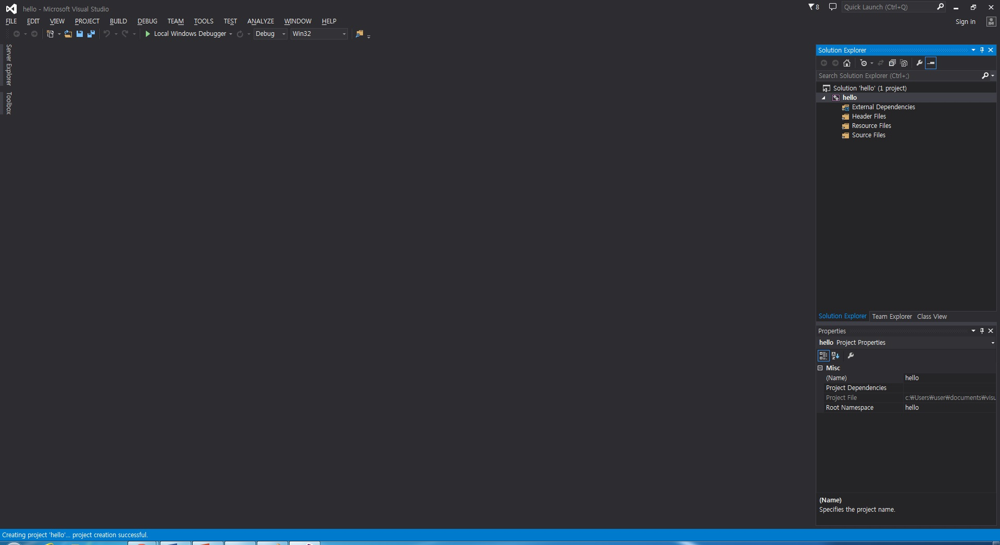 hello - Microsoft Visual Studio
8
Quick Launch (Ctrl+Q)
FILE EDIT VIEW PROJECT BUILD DEBUG TEAM TOOLS TEST ANALYZE WINDOW HELP
Sign in
Local Windows Debugger
Debug
Win32
Server Explorer
Toolbox
Solution Explorer
Search Solution Explorer (Ctrl+;)
Solution 'hello' (1 project)
hello
External Dependencies
Header Files
Resource Files
Source Files
Solution Explorer Team Explorer Class View
Properties
hello Project Properties
Misc
(Name) hello
Project Dependencies
Project File c:₩Users₩user₩documents₩visu
Root Namespace hello
(Name)
Specifies the project name.
Creating project 'hello'... project creation successful.